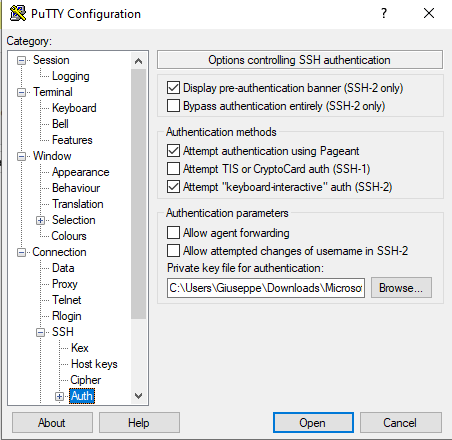 PuTTY Configuration
?
Category:
Session
Logging
Terminal
Keyboard
Bell
Features
Window
Appearance
Behaviour
Translation
Selection
Colours
Connection
Data
Proxy
Telnet
Rlogin
SSH
Kex
Host keys
Cipher
Auth
Options controlling SSH authentication
Display pre-authentication banner (SSH-2 only)
Bypass authentication entirely (SSH-2 only)
Authentication methods
Attempt authentication using Pageant
Attempt TIS or CryptoCard auth (SSH-1)
Attempt "keyboard-interactive" auth (SSH-2)
Authentication parameters
Allow agent forwarding
Allow attempted changes of username in SSH-2
Private key file for authentication:
C:\Users\Giuseppe\Downloads\Microso
Browse...
About
Help
Open
Cancel